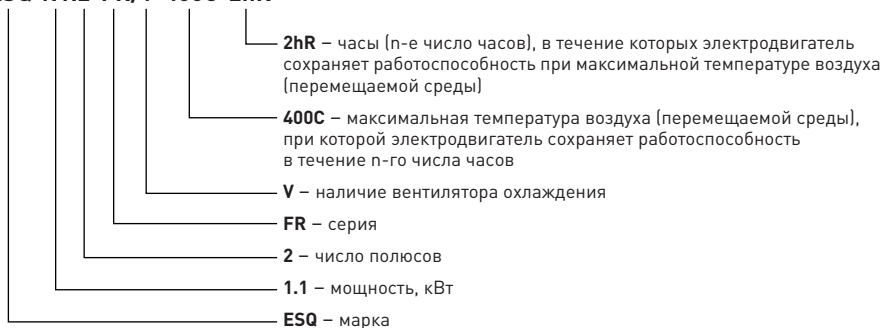 2hR – часы (n-е число часов), в течение которых электродвигатель
сохраняет работоспособность при максимальной температуре воздуха
(перемещаемой среды)
400C – максимальная температура воздуха (перемещаемой среды),
при которой электродвигатель сохраняет работоспособность
в течение n-го числа часов
V – наличие вентилятора охлаждения
FR – серия
2 – число полюсов
1.1 – мощность, кВт
ESQ – марка